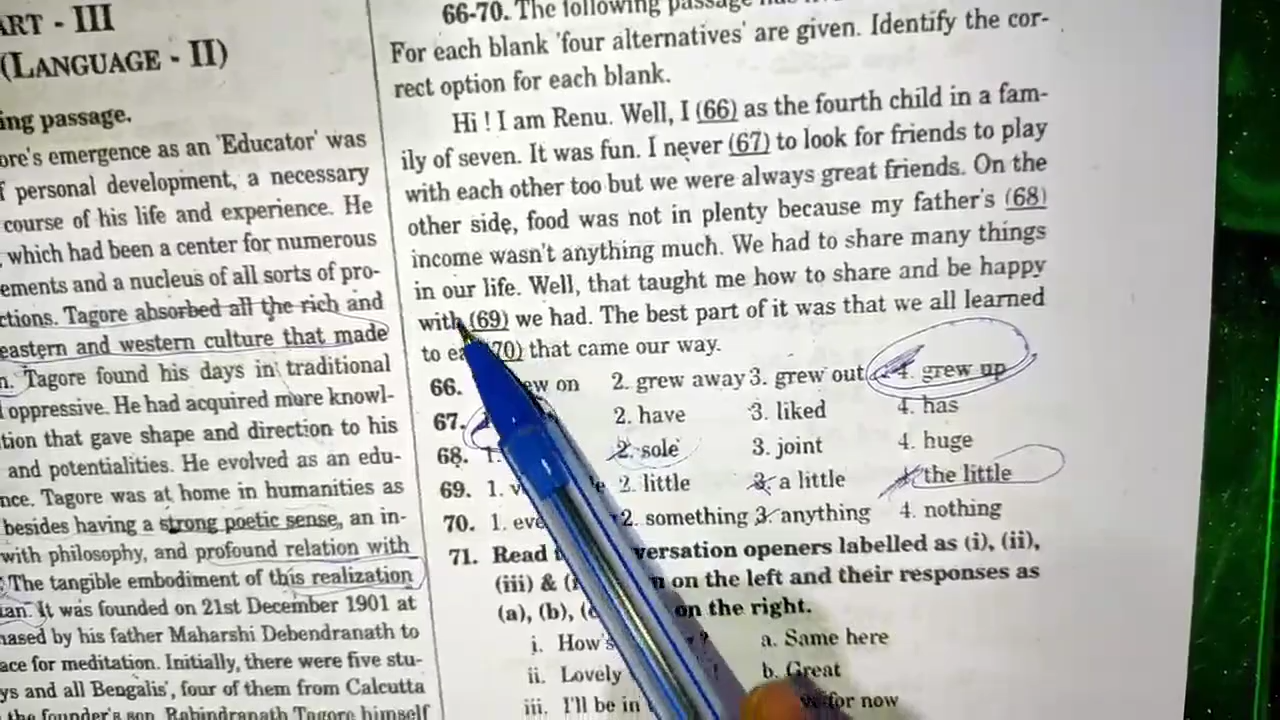 ART - III
(LANGUAGE - II)
ing passage.
ore's emergence as an 'Educator' was
f personal development, a necessary
course of his life and experience. He
which had been a center for numerous
ements and a nucleus of all sorts of pro-
ctions. Tagore absorbed all the rich and
eastern and western culture that made
n. Tagore found his days in traditional
oppressive. He had acquired more knowl-
tion that gave shape and direction to his
and potentialities. He evolved as an edu-
nce. Tagore was at home in humanities as
besides having a strong poetic sense, an in-
with philosophy, and profound relation with
The tangible embodiment of this realization
an. It was founded on 21st December 1901 at
hased by his father Maharshi Debendranath to
ace for meditation. Initially, there were five stu-
ys and all Bengalis', four of them from Calcutta
the founder's son, Rabindranath Tagore himself
66-70. The following passage
For each blank 'four alternatives' are given. Identify the cor-
rect option for each blank.
Hi ! I am Renu. Well, I (66) as the fourth child in a fam-
ily of seven. It was fun. I never (67) to look for friends to play
with each other too but we were always great friends. On the
other side, food was not in plenty because my father's (68)
income wasn't anything much. We had to share many things
in our life. Well, that taught me how to share and be happy
with (69) we had. The best part of it was that we all learned
to ea 70) that came our way.
66. ew on 2. grew away 3. grew out 4. grew up
67. 2. have 3. liked 4. has
68. 1. 2. sole 3. joint 4. huge
69. 1. 2. little 3. a little 4. the little
70. 1. eve 2. something 3. anything 4. nothing
71. Read versation openers labelled as (i), (ii),
(iii) & ( on the left and their responses as
(a), (b), ( on the right.
i. How's ? a. Same here
ii. Lovely b. Great
iii. I'll be in for now